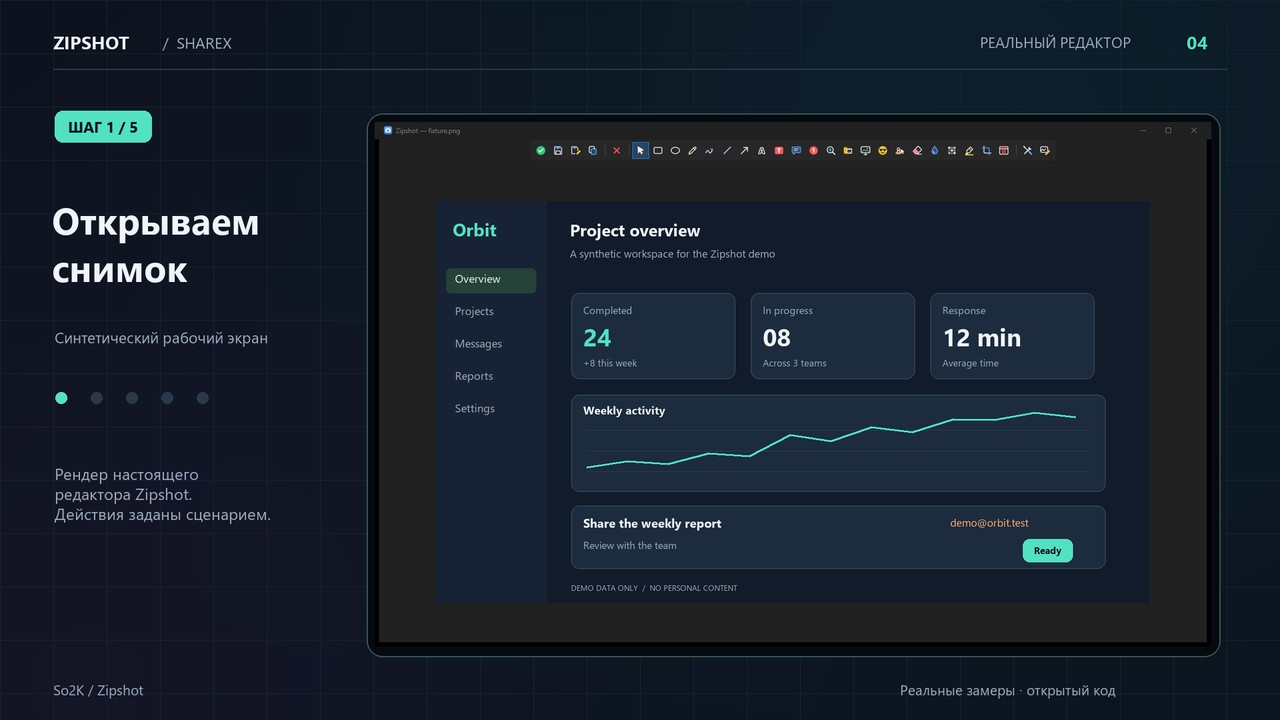 ZIPSHOT / SHAREX
РЕАЛЬНЫЙ РЕДАКТОР 04
ШАГ 1 / 5
Открываем
снимок
Синтетический рабочий экран
Рендер настоящего
редактора Zipshot.
Действия заданы сценарием.
Zipshot — fixture.png
Orbit
Overview
Projects
Messages
Reports
Settings
Project overview
A synthetic workspace for the Zipshot demo
Completed
24
+8 this week
In progress
08
Across 3 teams
Response
12 min
Average time
Weekly activity
Share the weekly report
demo@orbit.test
Review with the team
Ready
DEMO DATA ONLY / NO PERSONAL CONTENT
So2K / Zipshot
Реальные замеры · открытый код